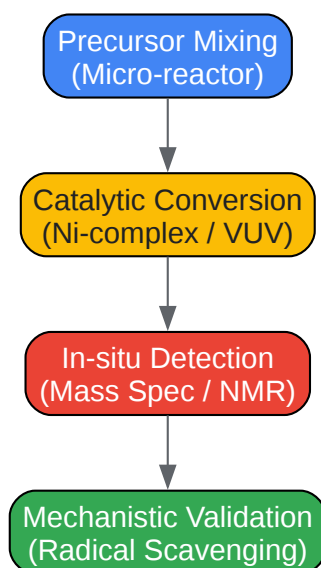 Precursor Mixing
(Micro-reactor)
Catalytic Conversion
(Ni-complex / VUV)
In-situ Detection
(Mass Spec / NMR)
Mechanistic Validation
(Radical Scavenging)